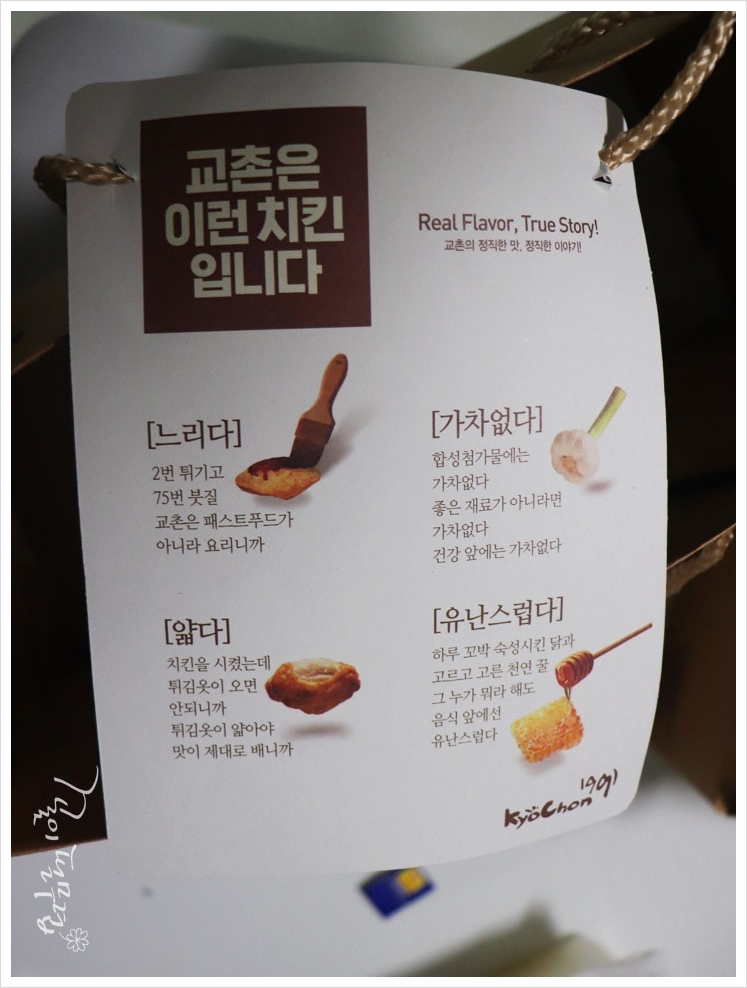 교촌은
이런 치킨
입니다
Real Flavor, True Story!
교촌의 정직한 맛, 정직한 이야기!
[느리다]
2번 튀기고
75번 붓질
교촌은 패스트푸드가
아니라 요리니까
[가차없다]
합성첨가물에는
가차없다
좋은 재료가 아니라면
가차없다
건강 앞에는 가차없다
[얇다]
치킨을 시켰는데
튀김옷이 오면
안되니까
튀김옷이 얇아야
맛이 제대로 배니까
[유난스럽다]
하루 꼬박 숙성시킨 닭과
고르고 고른 천연 꿀
그 누가 뭐라 해도
음식 앞에선
유난스럽다
KyoChon 1991